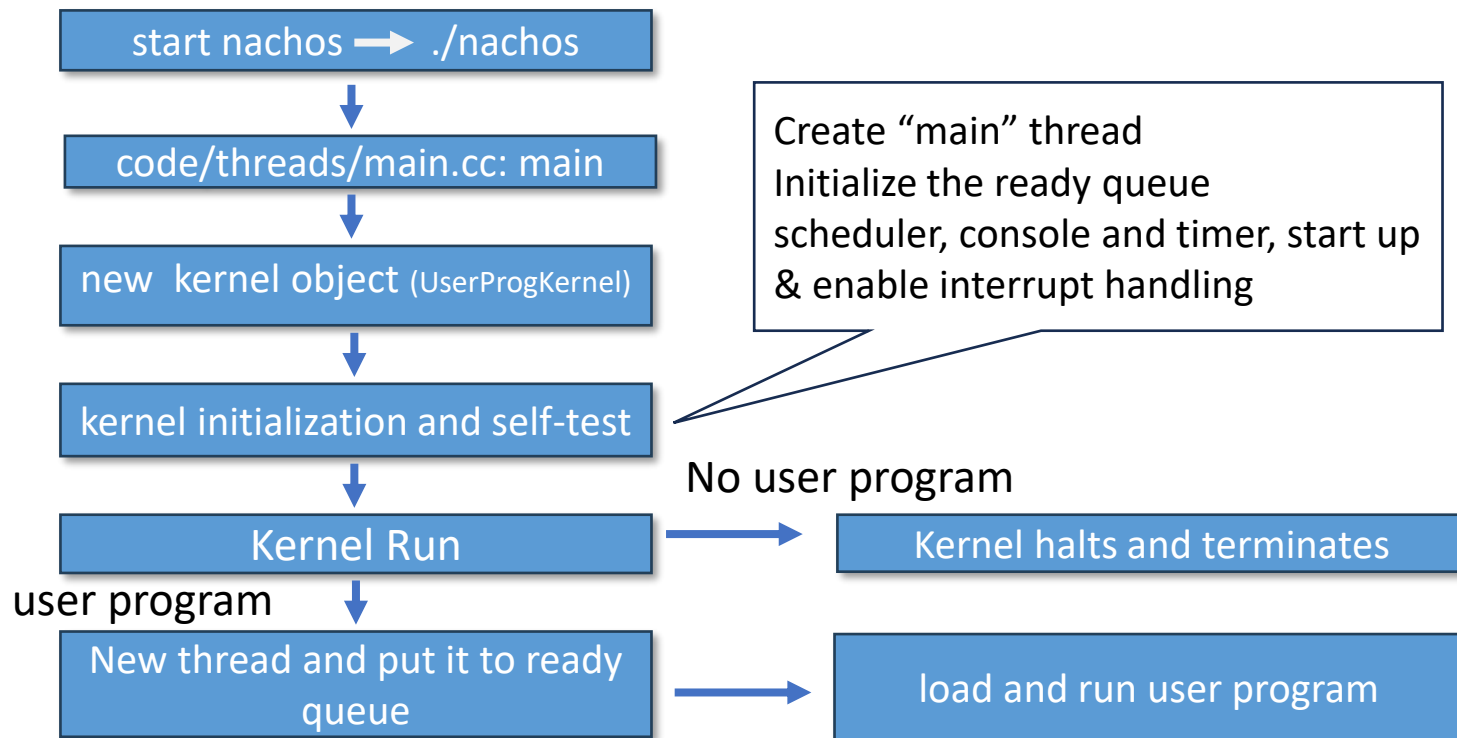 start nachos → ./nachos
code/threads/main.cc: main
new kernel object (UserProgKernel)
Create “main” thread
Initialize the ready queue
scheduler, console and timer, start up
& enable interrupt handling
kernel initialization and self-test
No user program
Kernel Run
Kernel halts and terminates
user program
New thread and put it to ready
queue
load and run user program